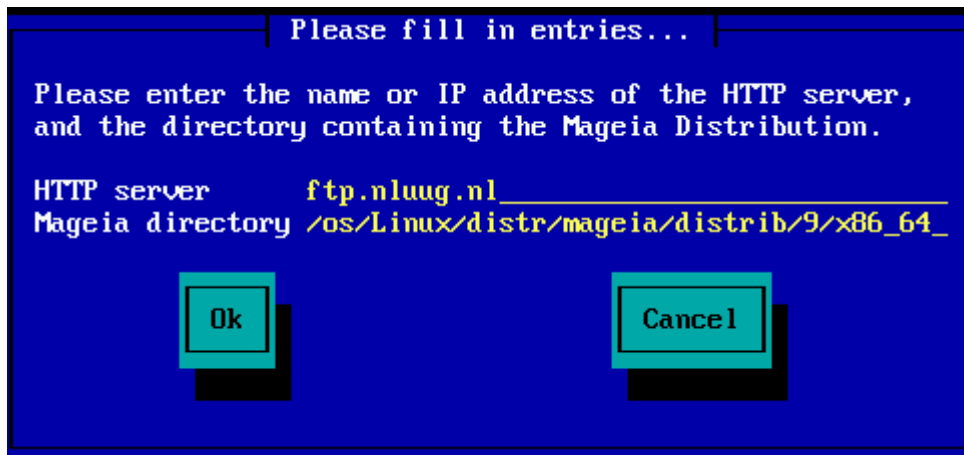 Please fill in entries...
Please enter the name or IP address of the HTTP server,
and the directory containing the Mageia Distribution.
HTTP server ftp.nluug.nl
Mageia directory /os/Linux/distr/mageia/distrib/9/x86_64_
Ok Cancel